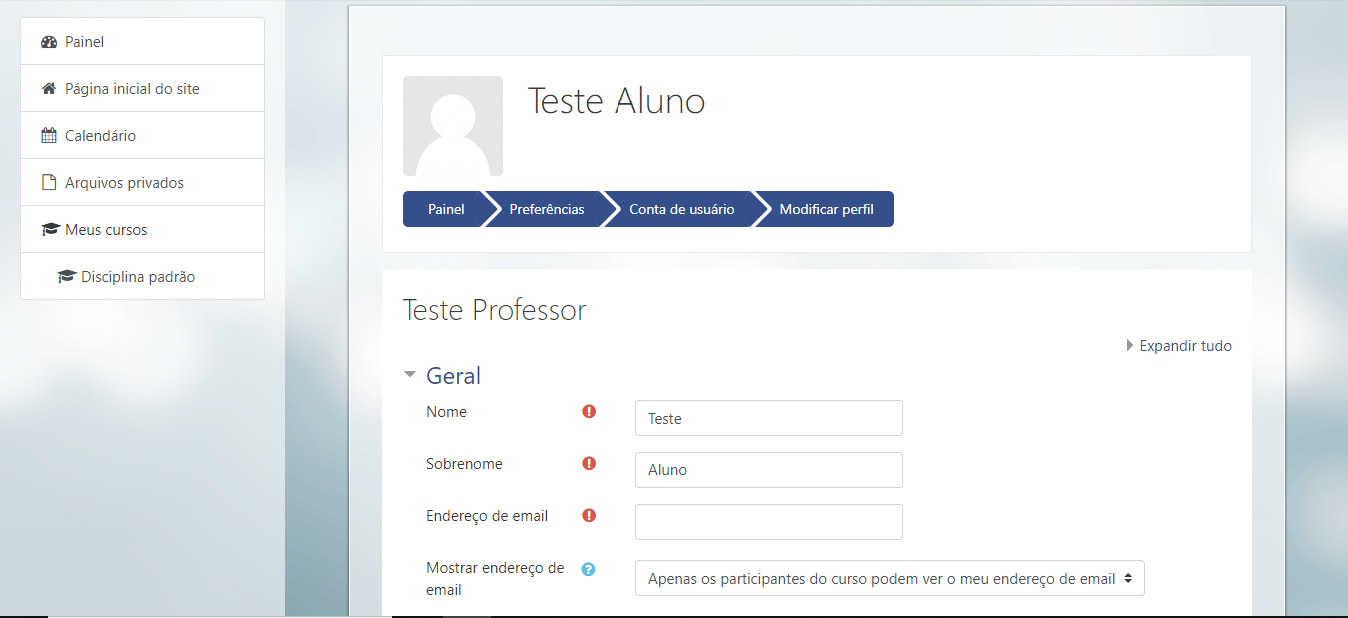 Painel
Página inicial do site
Calendário
Arquivos privados
Meus cursos
Disciplina padrão
Teste Aluno
Painel Preferências Conta de usuário Modificar perfil
Teste Professor
Expandir tudo
Geral
Nome Teste
Sobrenome Aluno
Endereço de email
Mostrar endereço de
email
Apenas os participantes do curso podem ver o meu endereço de email